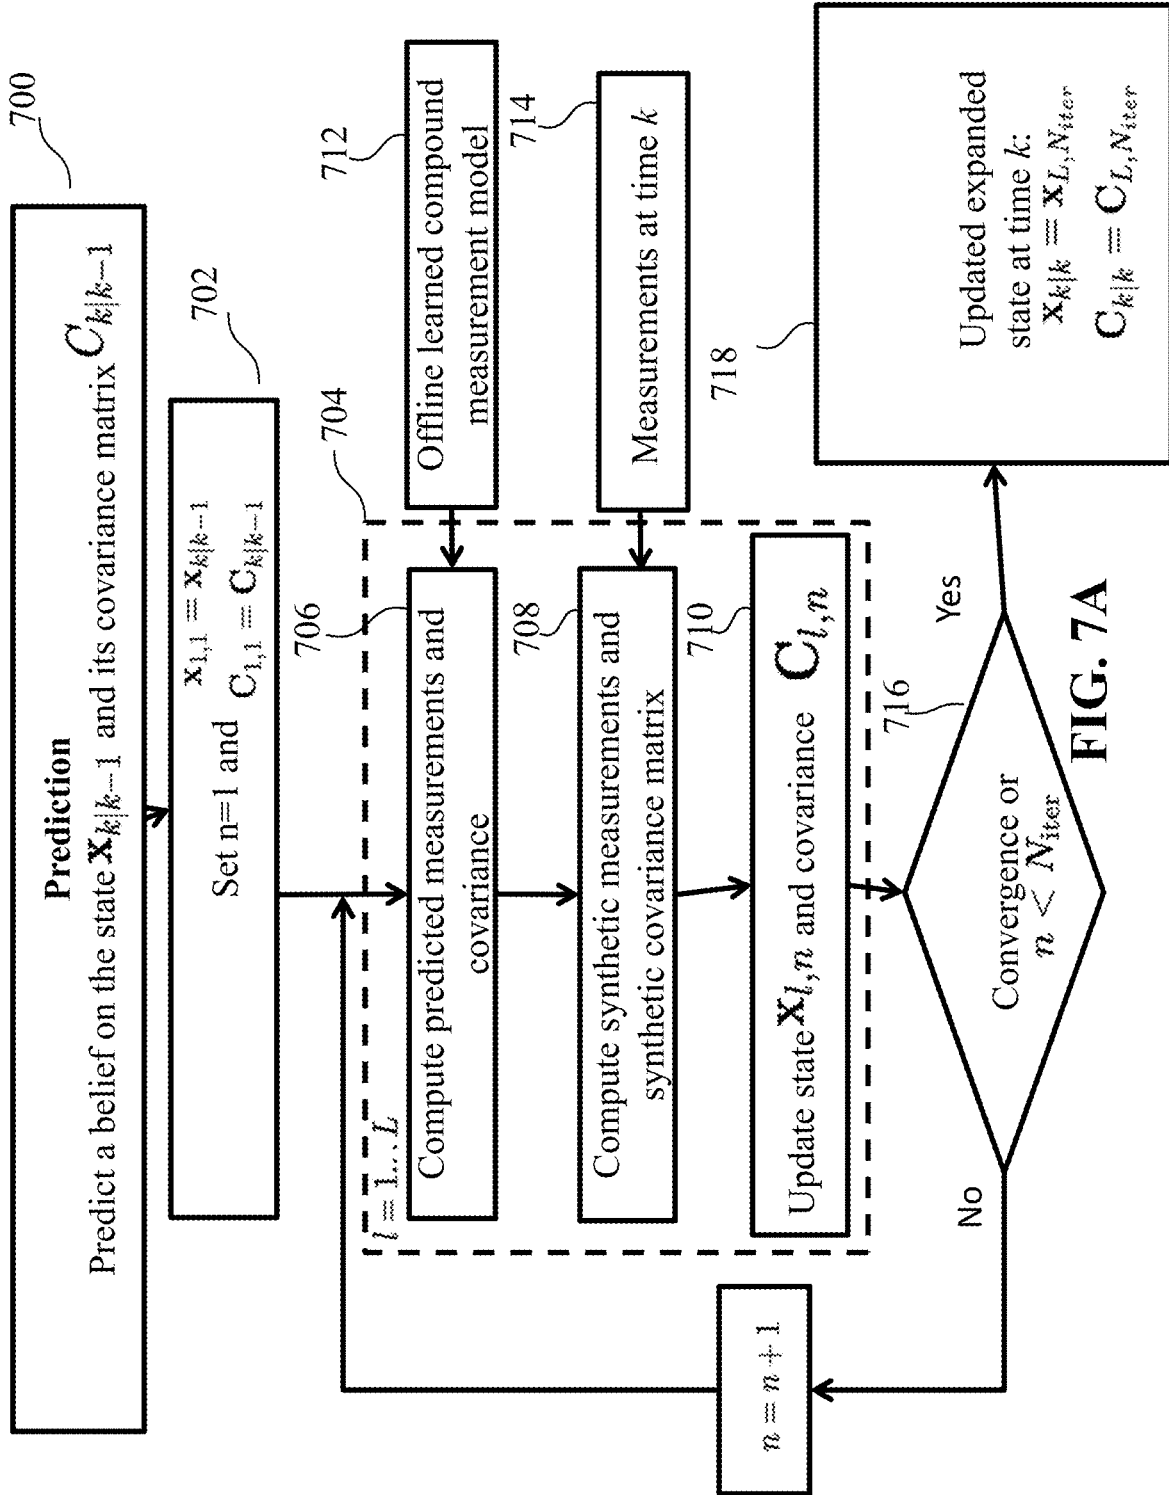 700
Prediction
Predict a belief on the state x_{k|k−1} and its covariance matrix C_{k|k−1}
702
x_{1,1} = x_{k|k−1}
Set n=1 and
C_{1,1} = C_{k|k−1}
704
l = 1...L
706
Compute predicted measurements and
covariance
712
Offline learned compound
measurement model
708
Compute synthetic measurements and
synthetic covariance matrix
714
Measurements at time k
710
Update state x_{l,n} and covariance C_{l,n}
n = n + 1
716
Convergence or
n < N_{iter}
No
Yes
718
Updated expanded
state at time k:
x_{k|k} = x_{L,N_{iter}}
C_{k|k} = C_{L,N_{iter}}
FIG. 7A